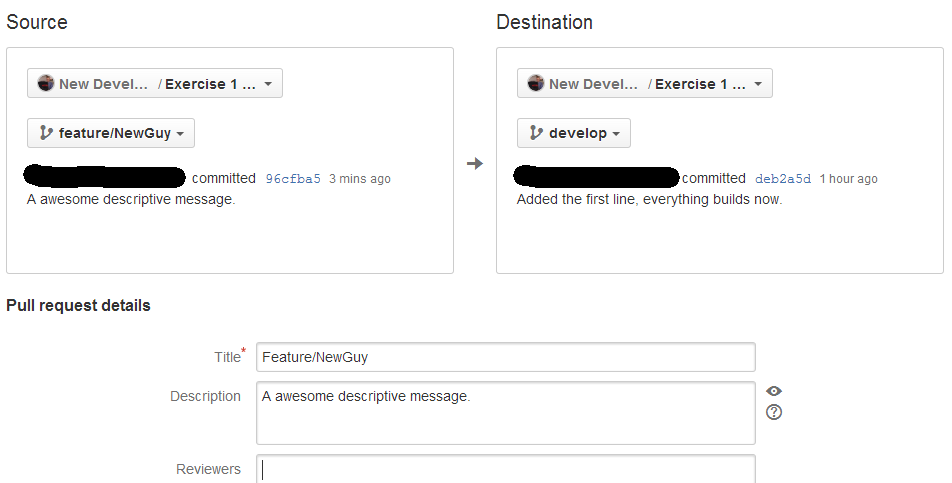 Source
New Devel... / Exercise 1 ...
feature/NewGuy
committed 96cfba5 3 mins ago
A awesome descriptive message.
Destination
New Devel... / Exercise 1 ...
develop
committed deb2a5d 1 hour ago
Added the first line, everything builds now.
Pull request details
Title* Feature/NewGuy
Description A awesome descriptive message.
Reviewers